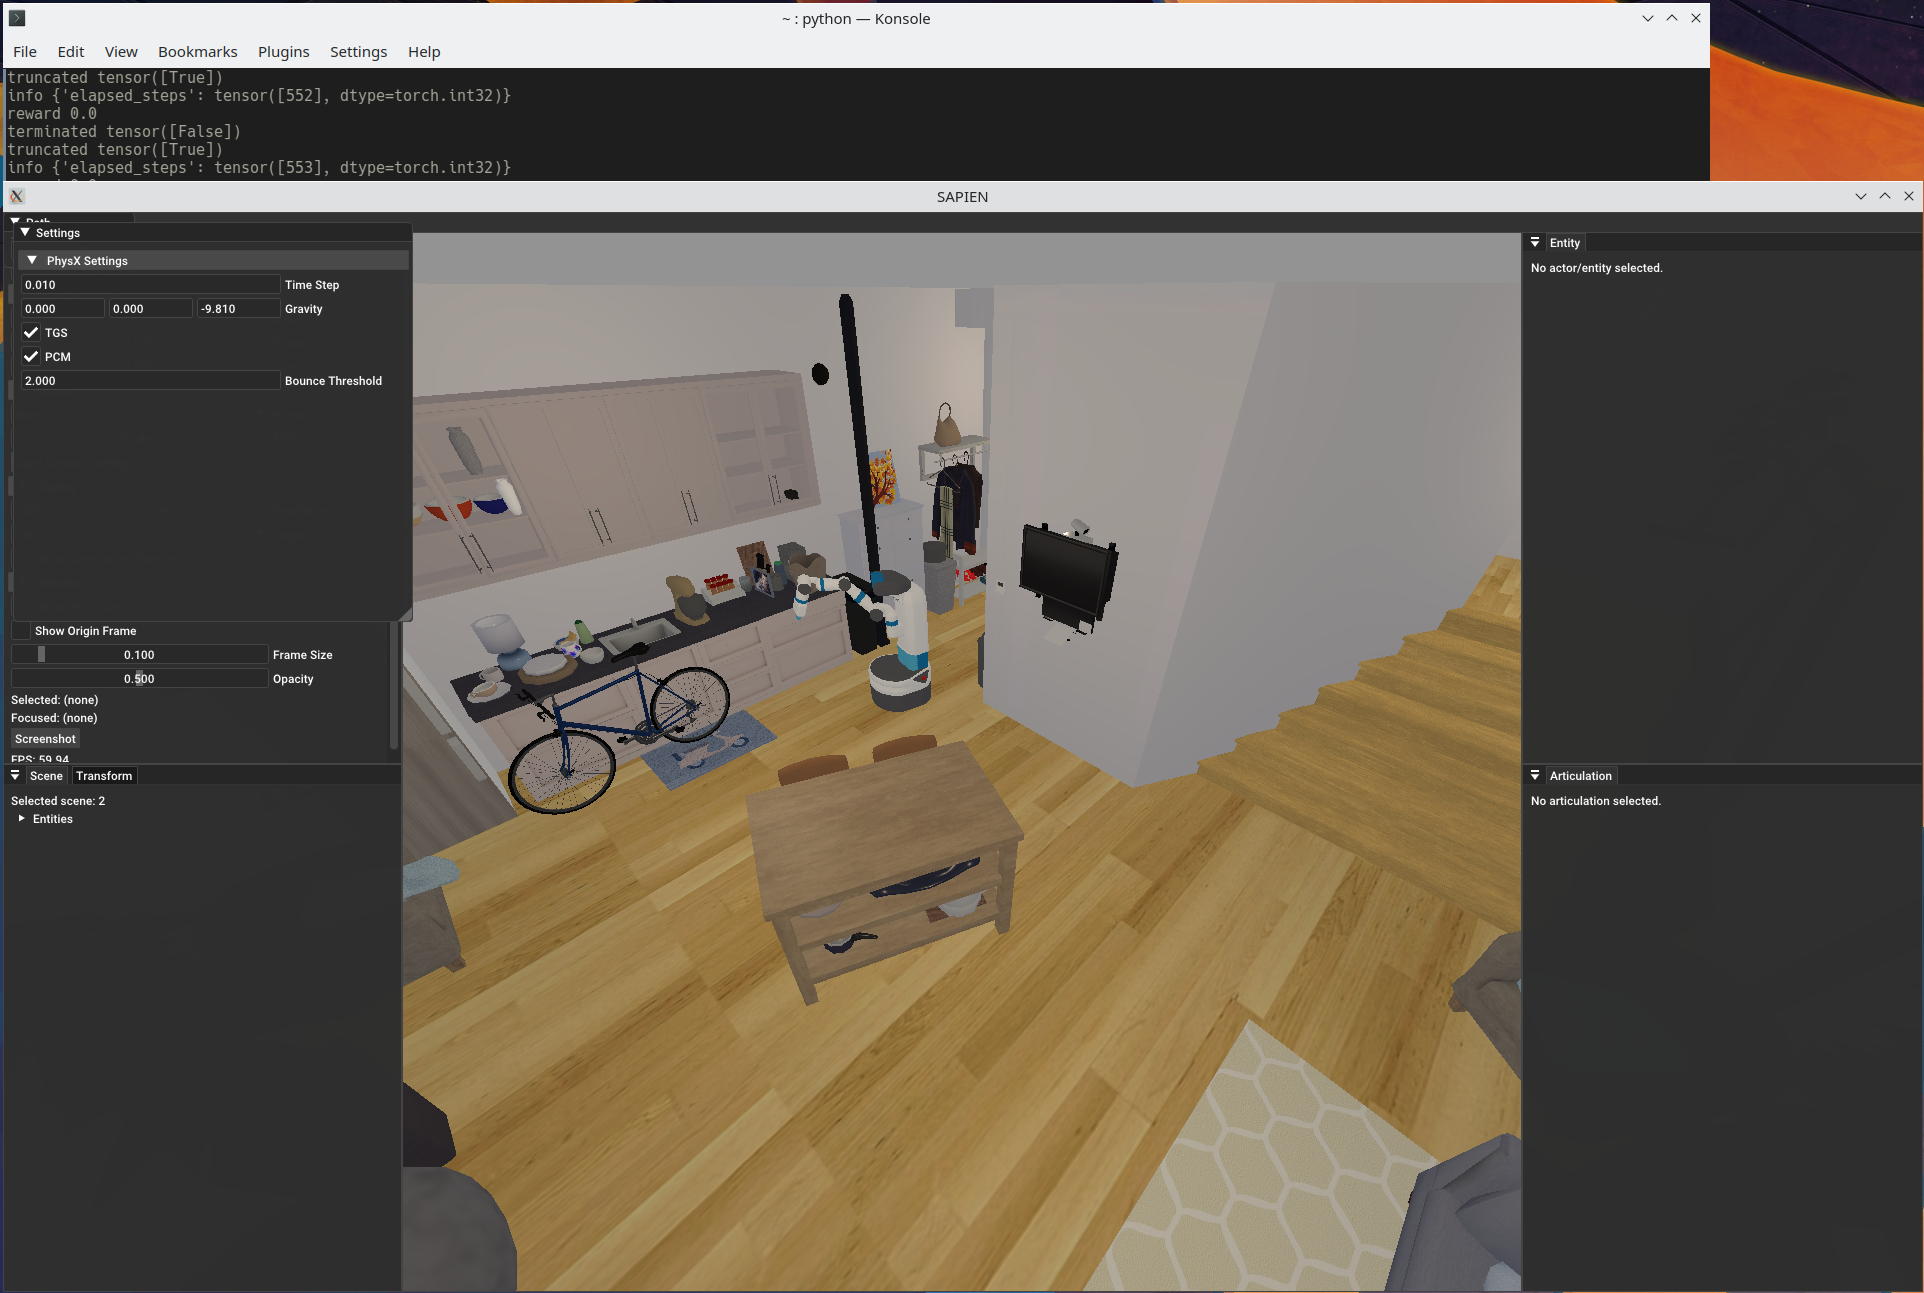 ~ : python — Konsole
File Edit View Bookmarks Plugins Settings Help
truncated tensor([True])
info {'elapsed_steps': tensor([552], dtype=torch.int32)}
reward 0.0
terminated tensor([False])
truncated tensor([True])
info {'elapsed_steps': tensor([553], dtype=torch.int32)}
SAPIEN
Path
Settings
PhysX Settings
0.010 Time Step
0.000 0.000 -9.810 Gravity
TGS
PCM
2.000 Bounce Threshold
Show Origin Frame
0.100 Frame Size
0.500 Opacity
Selected: (none)
Focused: (none)
Screenshot
FPS: 59.94
Scene Transform
Selected scene: 2
Entities
Entity
No actor/entity selected.
Articulation
No articulation selected.